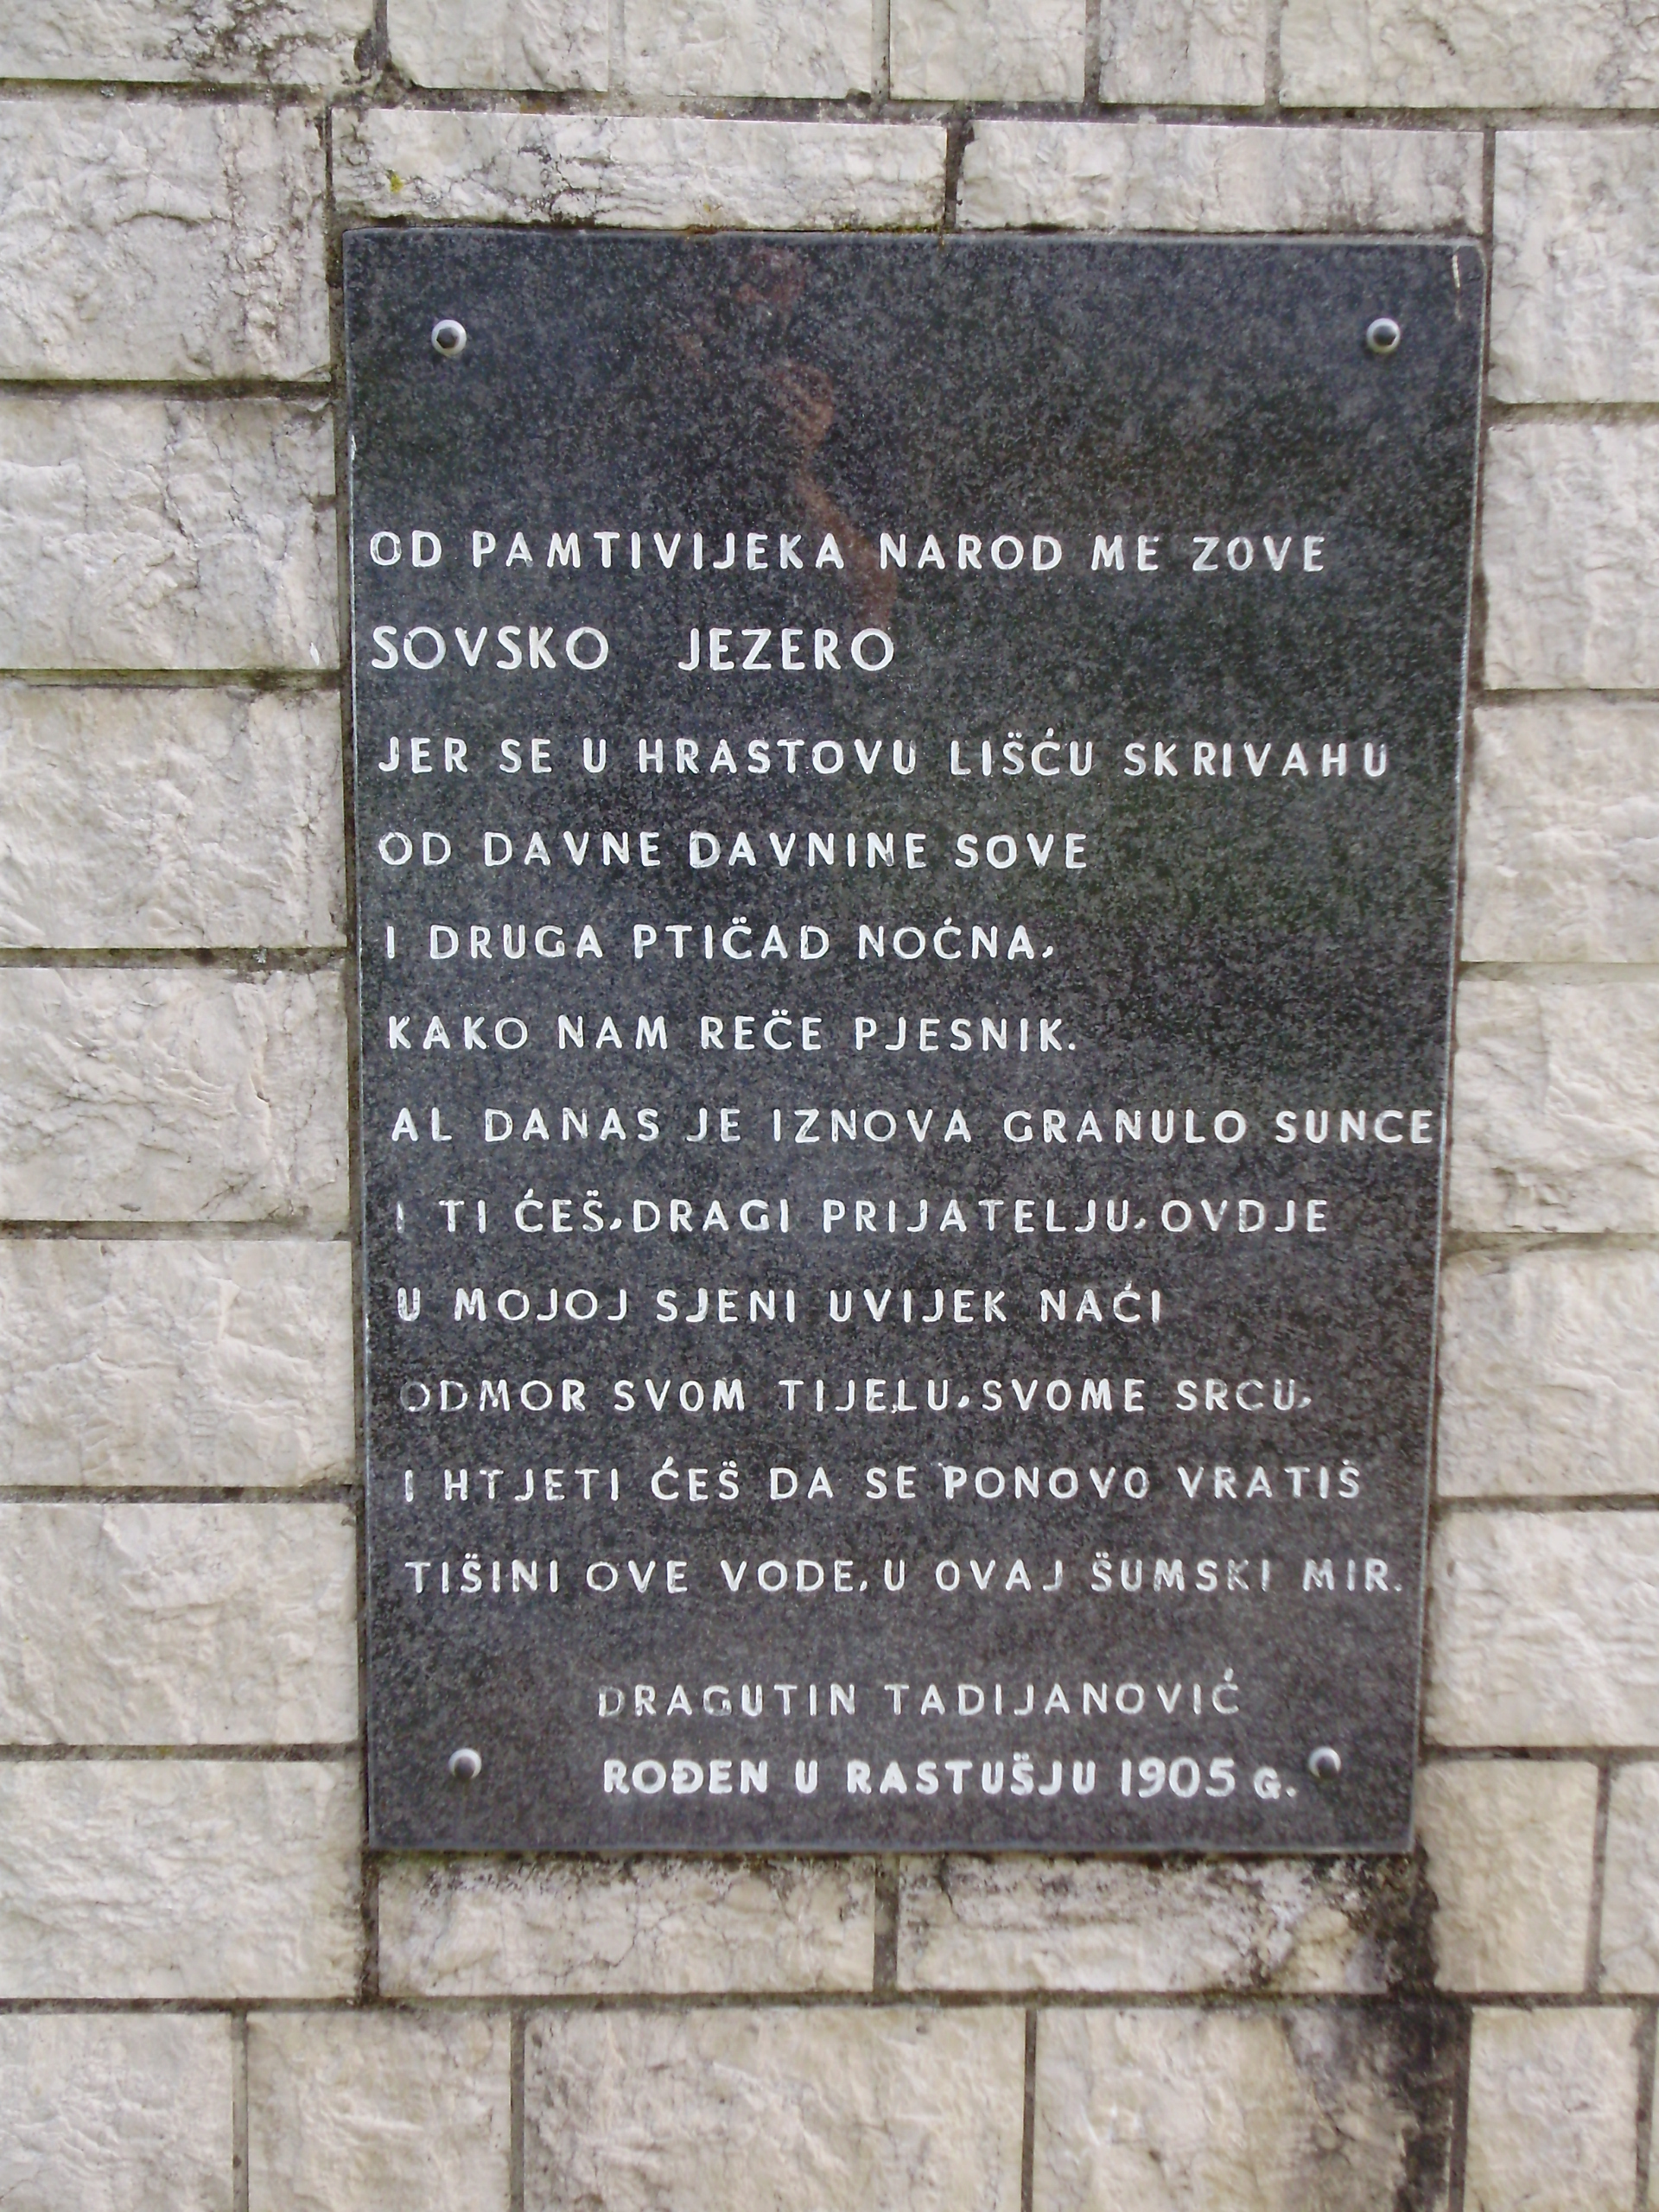 OD PAMTIVIJEKA NAROD ME ZOVE
SOVSKO JEZERO
JER SE U HRASTOVU LIŠĆU SKRIVAHU
OD DAVNE DAVNINE SOVE
I DRUGA PTIČAD NOĆNA,
KAKO NAM REČE PJESNIK.
AL DANAS JE IZNOVA GRANULO SUNCE
I TI ĆEŠ, DRAGI PRIJATELJU, OVDJE
U MOJOJ SJENI UVIJEK NAĆI
ODMOR SVOM TIJELU, SVOME SRCU,
I HTJETI ĆEŠ DA SE PONOVO VRATIŠ
TIŠINI OVE VODE, U OVAJ ŠUMSKI MIR.
DRAGUTIN TADIJANOVIĆ
ROĐEN U RASTUŠJU 1905 G.